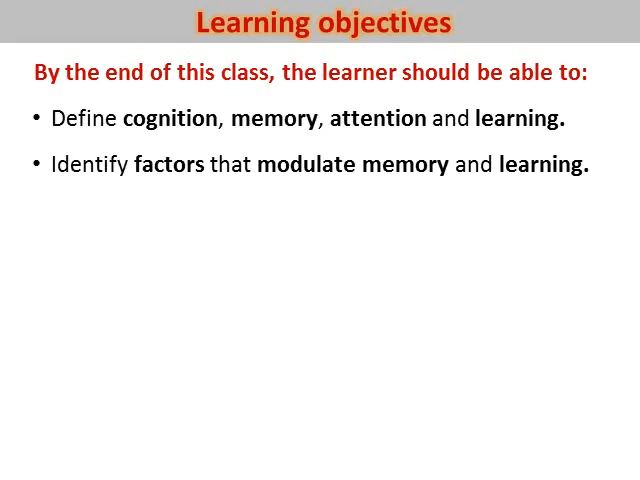 Learning objectives
By the end of this class, the learner should be able to:
• Define cognition, memory, attention and learning.
• Identify factors that modulate memory and learning.